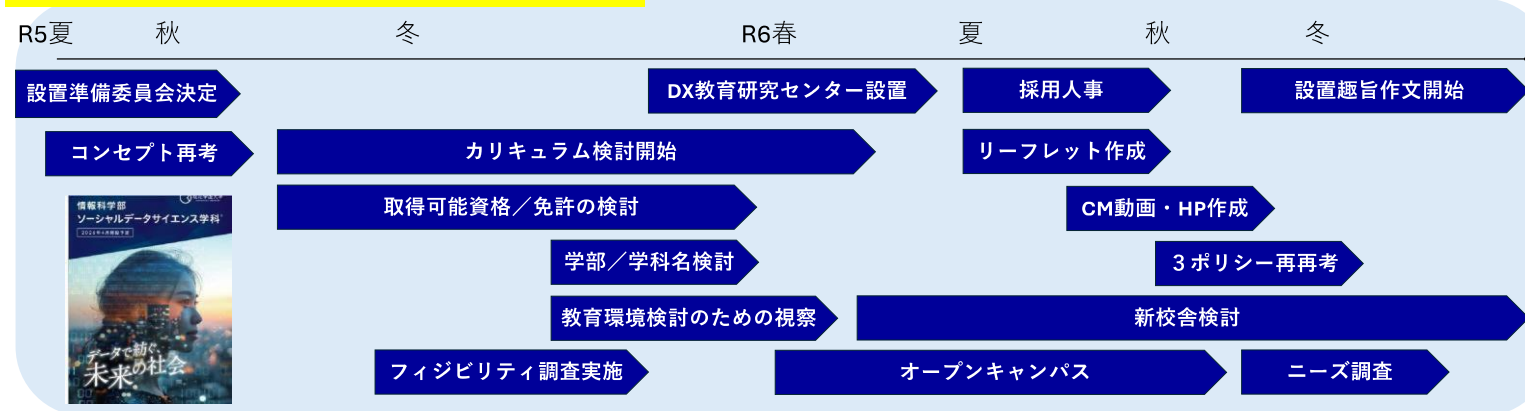 R5夏 秋 冬 R6春 夏 秋 冬
設置準備委員会決定 DX教育研究センター設置 採用人事 設置趣旨作文開始
コンセプト再考 カリキュラム検討開始 リーフレット作成
取得可能資格／免許の検討 CM動画・HP作成
学部／学科名検討 3ポリシー再再考
教育環境検討のための視察 新校舎検討
フィジビリティ調査実施 オープンキャンパス ニーズ調査
情報科学部
ソーシャルデータサイエンス学科
データで紡ぐ、
未来の社会